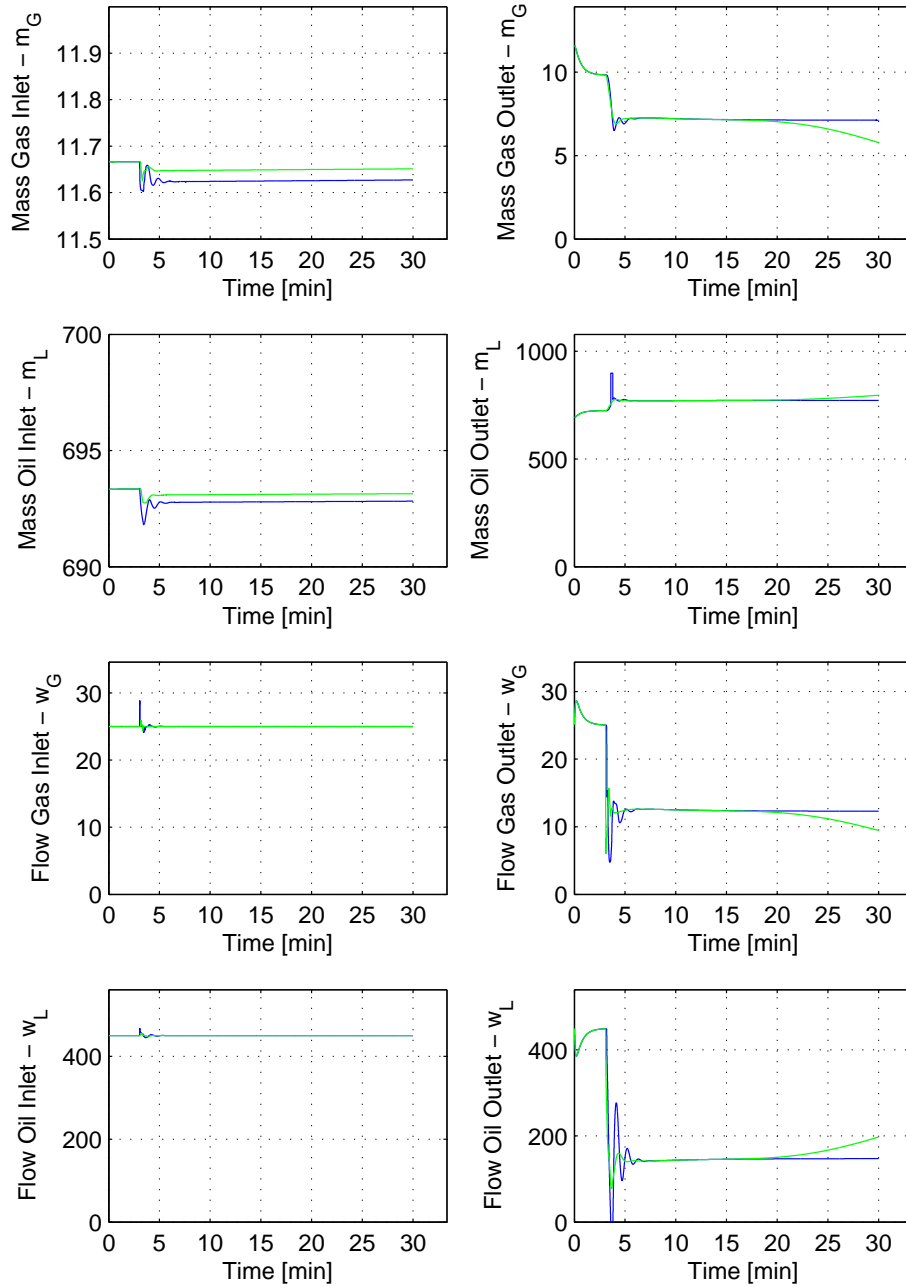 11.9
11.8
11.7
11.6
11.5
0 5 10 15 20 25 30
Time [min]
Mass Gas Inlet − m_G
10
5
0
0 5 10 15 20 25 30
Time [min]
Mass Gas Outlet − m_G
700
695
690
0 5 10 15 20 25 30
Time [min]
Mass Oil Inlet − m_L
1000
500
0
0 5 10 15 20 25 30
Time [min]
Mass Oil Outlet − m_L
30
20
10
0
0 5 10 15 20 25 30
Time [min]
Flow Gas Inlet − w_G
30
20
10
0
0 5 10 15 20 25 30
Time [min]
Flow Gas Outlet − w_G
400
200
0
0 5 10 15 20 25 30
Time [min]
Flow Oil Inlet − w_L
400
200
0
0 5 10 15 20 25 30
Time [min]
Flow Oil Outlet − w_L